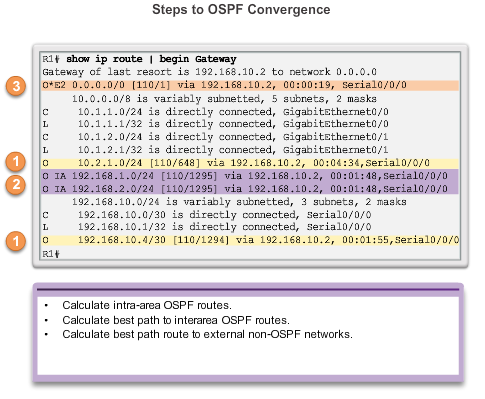 Steps to OSPF Convergence
R1# show ip route | begin Gateway
Gateway of last resort is 192.168.10.2 to network 0.0.0.0
3 O*E2 0.0.0.0/0 [110/1] via 192.168.10.2, 00:00:19, Serial0/0/0
10.0.0.0/8 is variably subnetted, 5 subnets, 2 masks
C 10.1.1.0/24 is directly connected, GigabitEthernet0/0
L 10.1.1.1/32 is directly connected, GigabitEthernet0/0
C 10.1.2.0/24 is directly connected, GigabitEthernet0/1
L 10.1.2.1/32 is directly connected, GigabitEthernet0/1
1 O 10.2.1.0/24 [110/648] via 192.168.10.2, 00:04:34,Serial0/0/0
O IA 192.168.1.0/24 [110/1295] via 192.168.10.2, 00:01:48,Serial0/0/0
2 O IA 192.168.2.0/24 [110/1295] via 192.168.10.2, 00:01:48,Serial0/0/0
192.168.10.0/24 is variably subnetted, 3 subnets, 2 masks
C 192.168.10.0/30 is directly connected, Serial0/0/0
L 192.168.10.1/32 is directly connected, Serial0/0/0
1 O 192.168.10.4/30 [110/1294] via 192.168.10.2, 00:01:55,Serial0/0/0
R1#
• Calculate intra-area OSPF routes.
• Calculate best path to interarea OSPF routes.
• Calculate best path route to external non-OSPF networks.